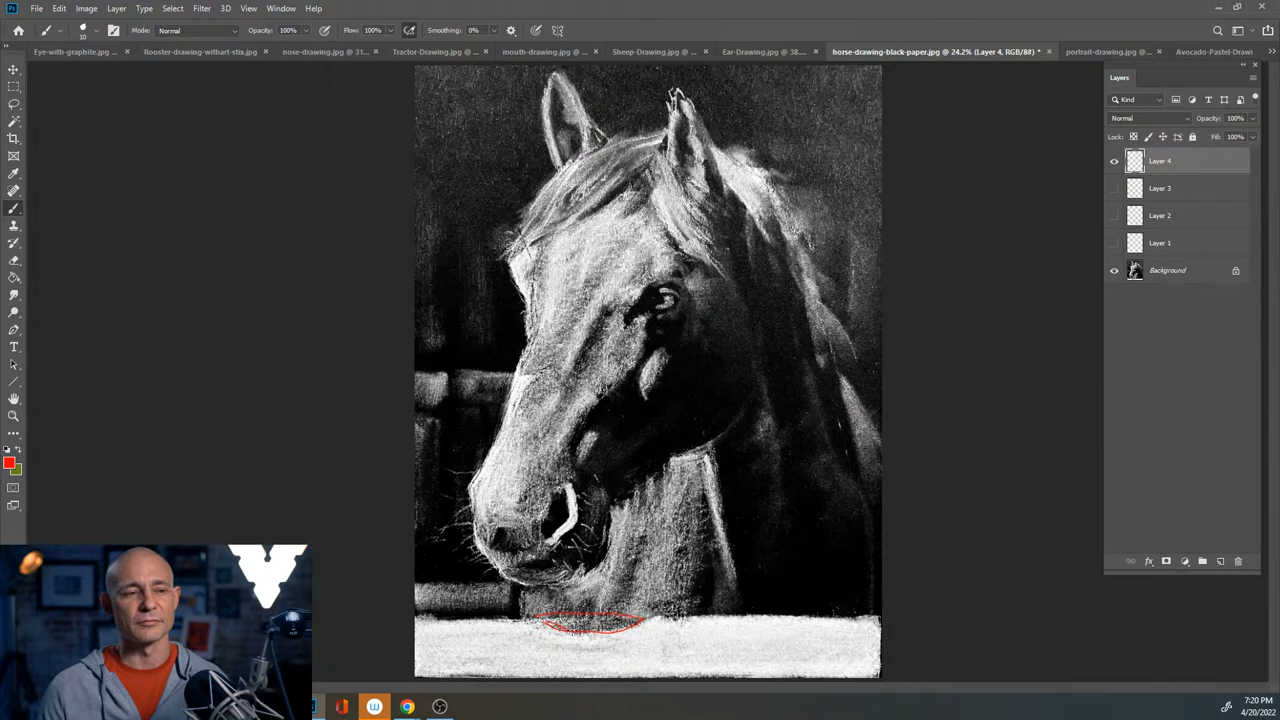 File Edit Image Layer Type Select Filter 3D View Window Help
10 Mode: Normal Opacity: 100% Flow: 100% Smoothing: 0%
Eye-with-graphite.jpg ... × Rooster-drawing-withart-stix.jpg × nose-drawing.jpg @ 31... × Tractor-Drawing.jpg @ ... × mouth-drawing.jpg @ ... × Sheep-Drawing.jpg @ ... × Ear-Drawing.jpg @ 38.... × horse-drawing-black-paper.jpg @ 24.2% (Layer 4, RGB/8#) * × portrait-drawing.jpg @... × Avocado-Pastel-Drawi
Layers
Kind
Normal Opacity: 100%
Lock: Fill: 100%
Layer 4
Layer 3
Layer 2
Layer 1
Background
fx
7:20 PM
4/20/2022